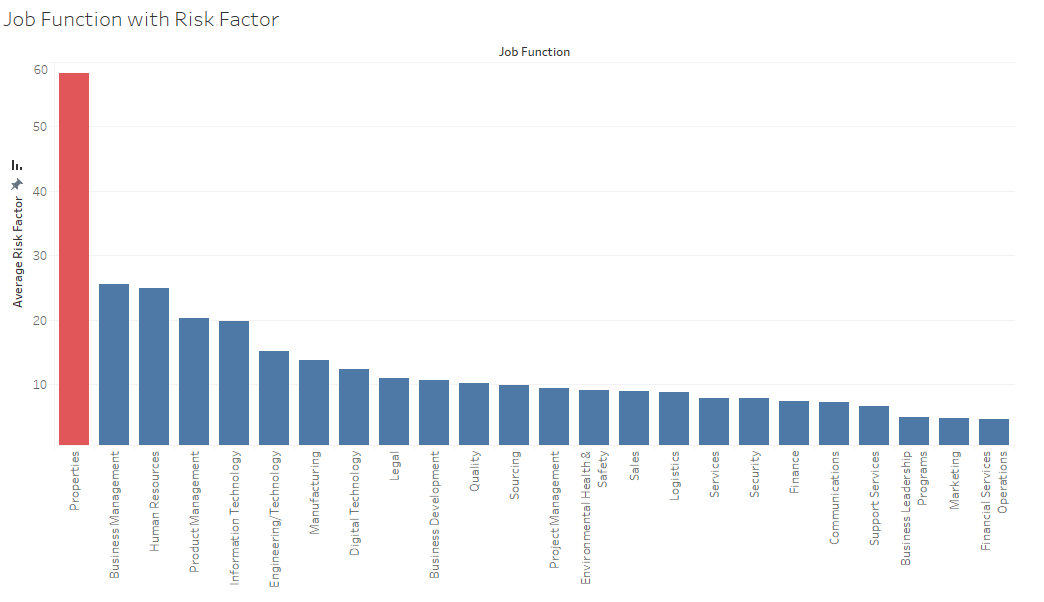 Job Function with Risk Factor
Job Function
Average Risk Factor
60
50
40
30
20
10
Properties
Business Management
Human Resources
Product Management
Information Technology
Engineering/Technology
Manufacturing
Digital Technology
Legal
Business Development
Quality
Sourcing
Project Management
Environmental Health &
Safety
Sales
Logistics
Services
Security
Finance
Communications
Support Services
Business Leadership
Programs
Marketing
Financial Services
Operations